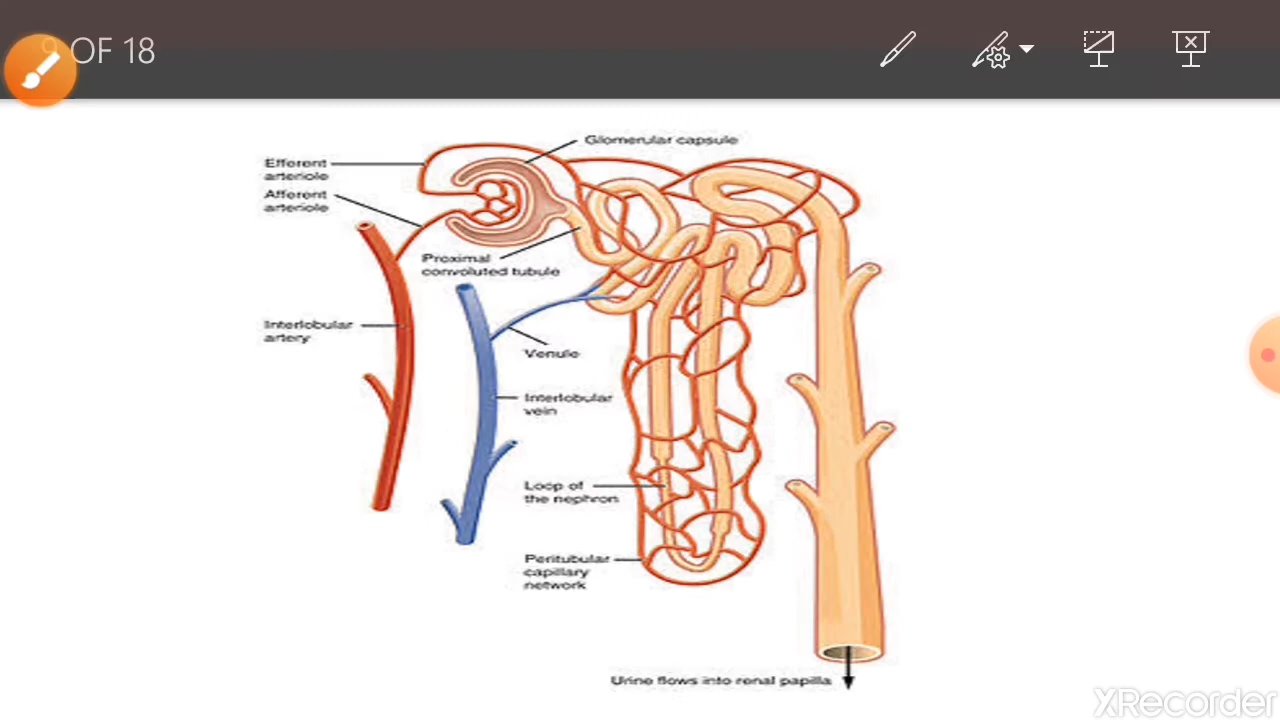 9 OF 18
Glomerular capsule
Efferent
arteriole
Afferent
arteriole
Proximal
convoluted tubule
Interlobular
artery
Venule
Interlobular
vein
Loop of
the nephron
Peritubular
capillary
network
Urine flows into renal papilla
XRecorder